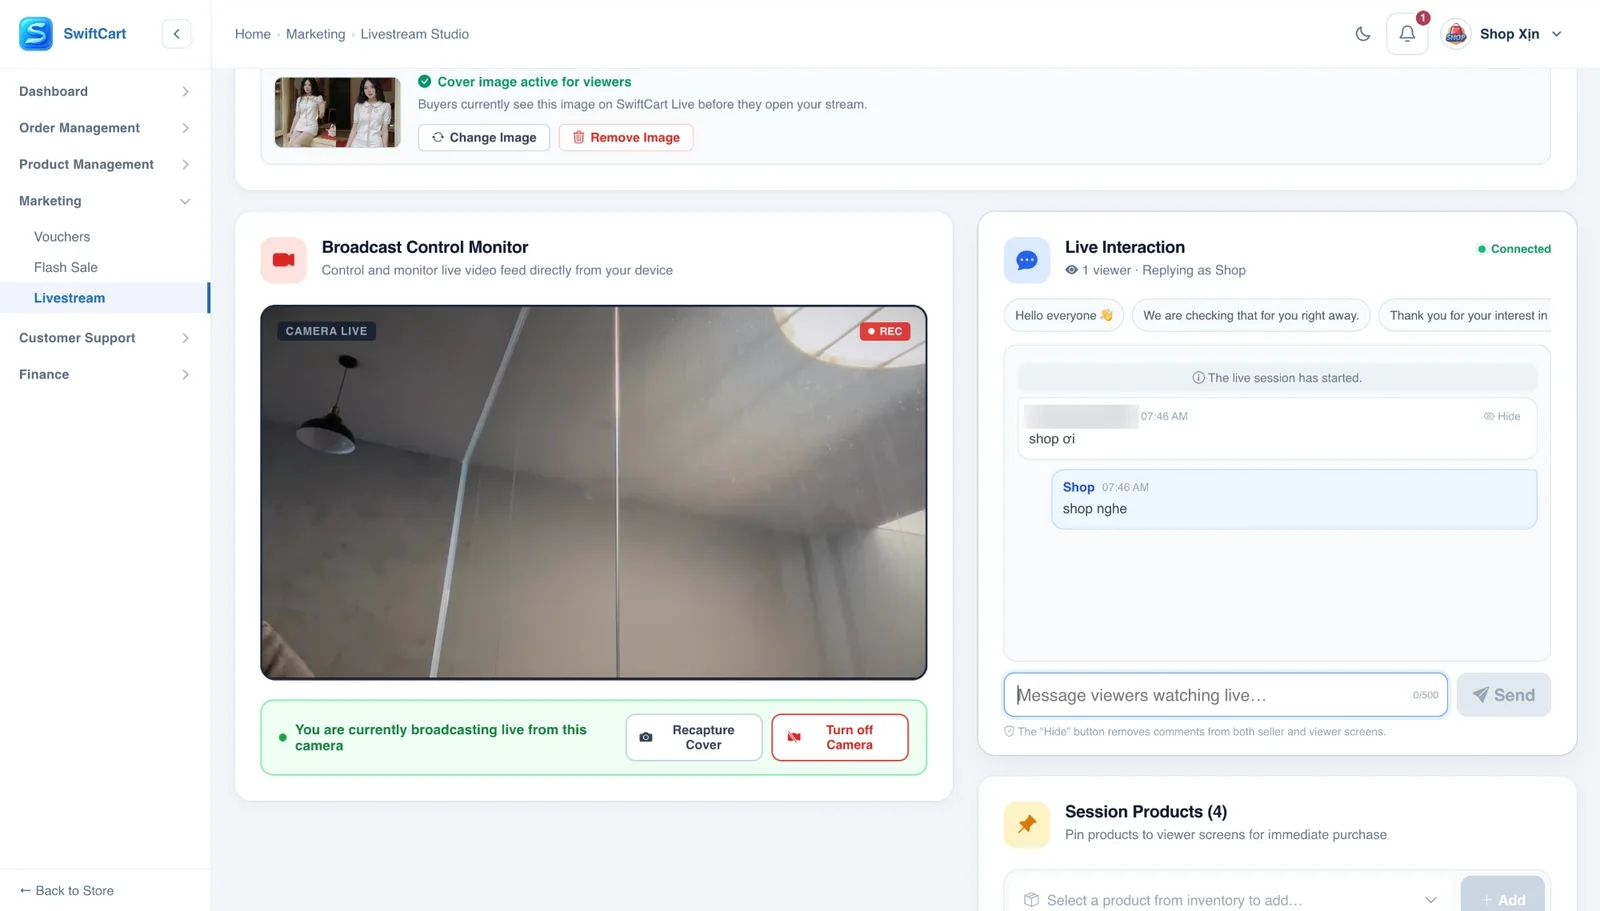 SwiftCart
Home › Marketing › Livestream Studio
1
Shop Xịn
Dashboard
Order Management
Product Management
Marketing
Vouchers
Flash Sale
Livestream
Customer Support
Finance
← Back to Store
Cover image active for viewers
Buyers currently see this image on SwiftCart Live before they open your stream.
Change Image
Remove Image
Broadcast Control Monitor
Control and monitor live video feed directly from your device
CAMERA LIVE
REC
You are currently broadcasting live from this
camera
Recapture
Cover
Turn off
Camera
Live Interaction
1 viewer · Replying as Shop
Connected
Hello everyone 👋
We are checking that for you right away.
Thank you for your interest in
The live session has started.
07:46 AM
Hide
shop ơi
Shop 07:46 AM
shop nghe
Message viewers watching live…
0/500
Send
The "Hide" button removes comments from both seller and viewer screens.
Session Products (4)
Pin products to viewer screens for immediate purchase
Select a product from inventory to add…
+ Add